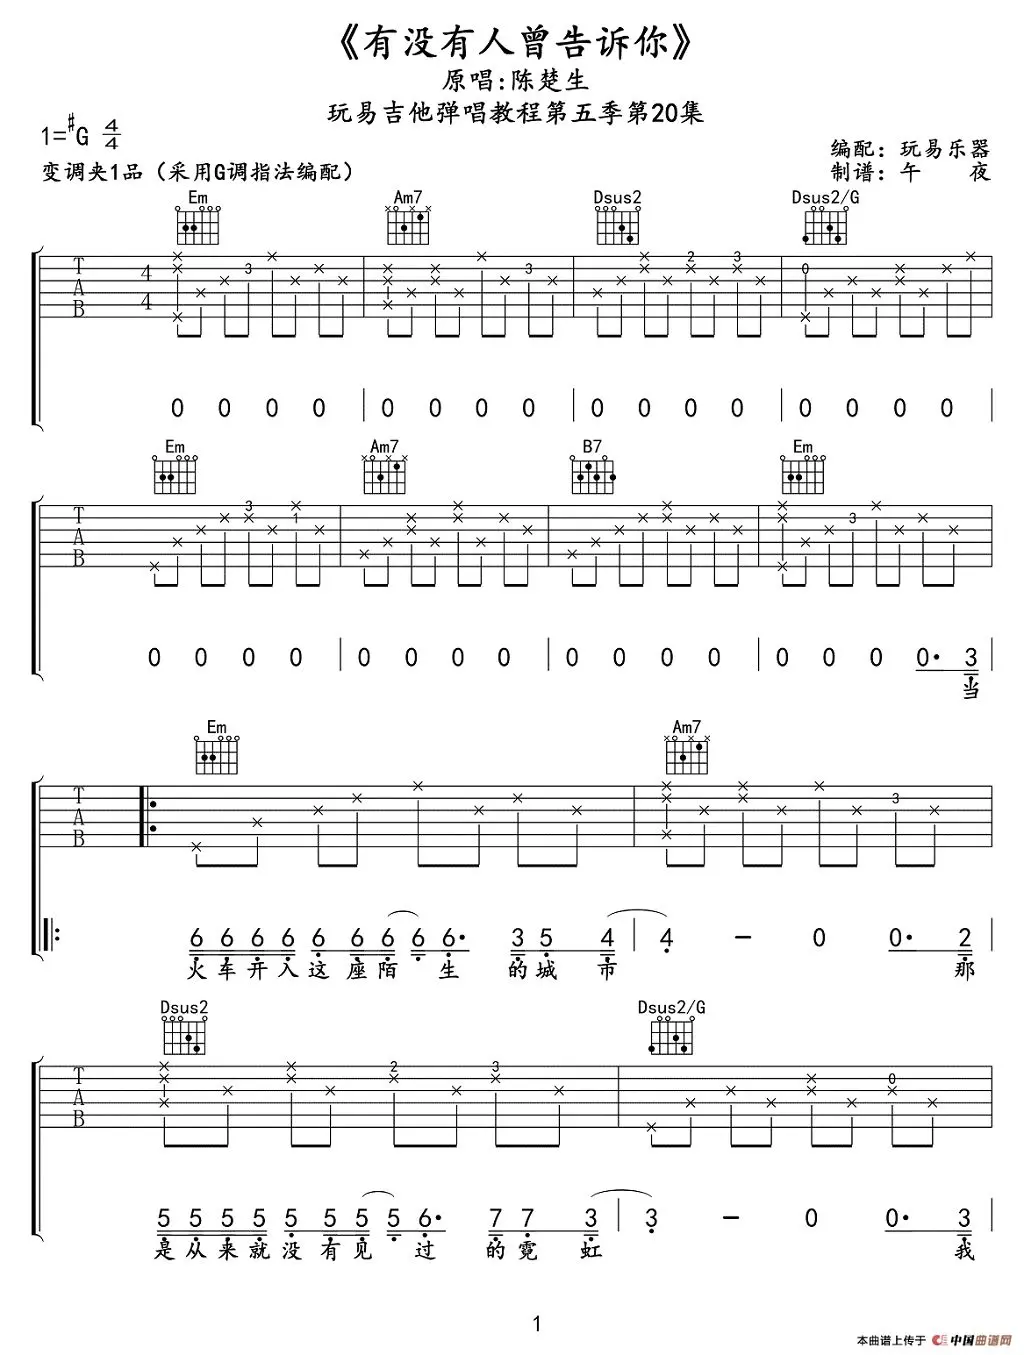 《有没有人曾告诉你》
原唱:陈楚生
玩易吉他弹唱教程第五季第20集
1=#G 4/4
编配：玩易乐器
变调夹1品（采用G调指法编配）
制谱：午 夜
Em Am7 Dsus2 Dsus2/G
T A B 4 4 3 3 2 3 0
0 0 0 0 | 0 0 0 0 | 0 0 0 0 | 0 0 0 0 |
Em Am7 B7 Em
T A B 3 1 3
0 0 0 0 | 0 0 0 0 | 0 0 0 0 | 0 0 0 0· 3 |
当
Em Am7
T A B 3
6 6 6 6 6 6 6 6 6· 3 5 4 | 4 − 0 0· 2 |
火车开入这座陌 生 的城 市 那
Dsus2 Dsus2/G
T A B 2 3 0
5 5 5 5 5 5 5 5 6· 7 7 3 | 3 − 0 0· 3 |
是从来就没有见 过 的霓 虹 我
1
本曲谱上传于 中国曲谱网